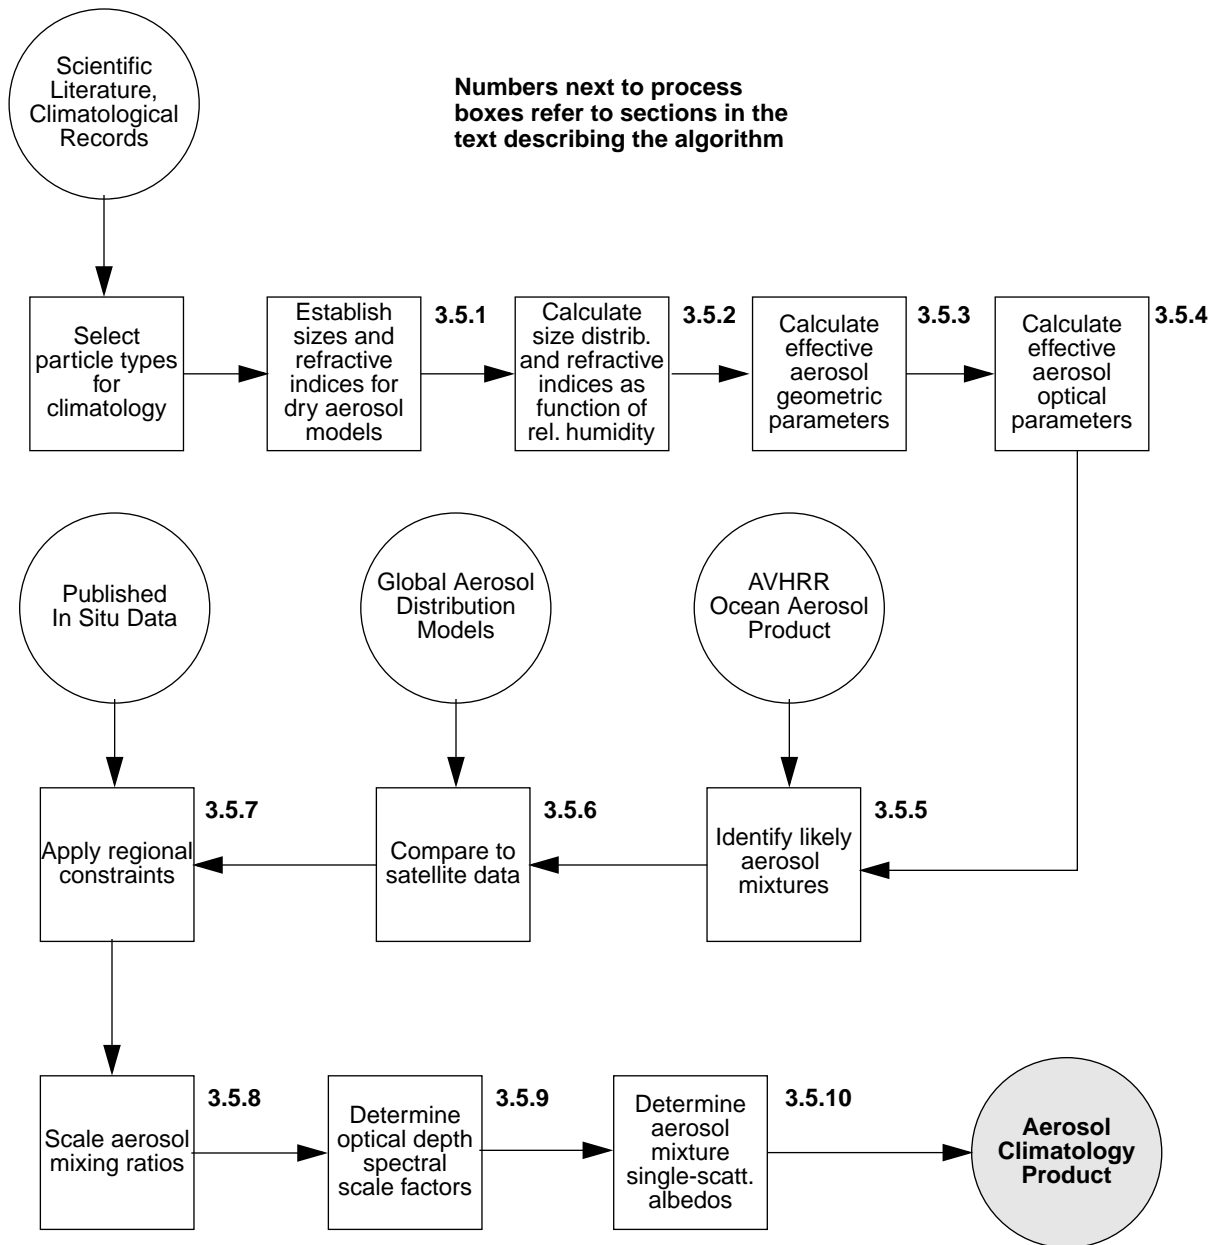 Scientific
Literature,
Climatological
Records
Numbers next to process
boxes refer to sections in the
text describing the algorithm
Select
particle types
for
climatology
Establish
sizes and
refractive
indices for
dry aerosol
models
3.5.1
Calculate
size distrib.
and refractive
indices as
function of
rel. humidity
3.5.2
Calculate
effective
aerosol
geometric
parameters
3.5.3
Calculate
effective
aerosol
optical
parameters
3.5.4
Published
In Situ Data
Global Aerosol
Distribution
Models
AVHRR
Ocean Aerosol
Product
Apply regional
constraints
3.5.7
Compare to
satellite data
3.5.6
Identify likely
aerosol
mixtures
3.5.5
Scale aerosol
mixing ratios
3.5.8
Determine
optical depth
spectral
scale factors
3.5.9
Determine
aerosol
mixture
single-scatt.
albedos
3.5.10
Aerosol
Climatology
Product